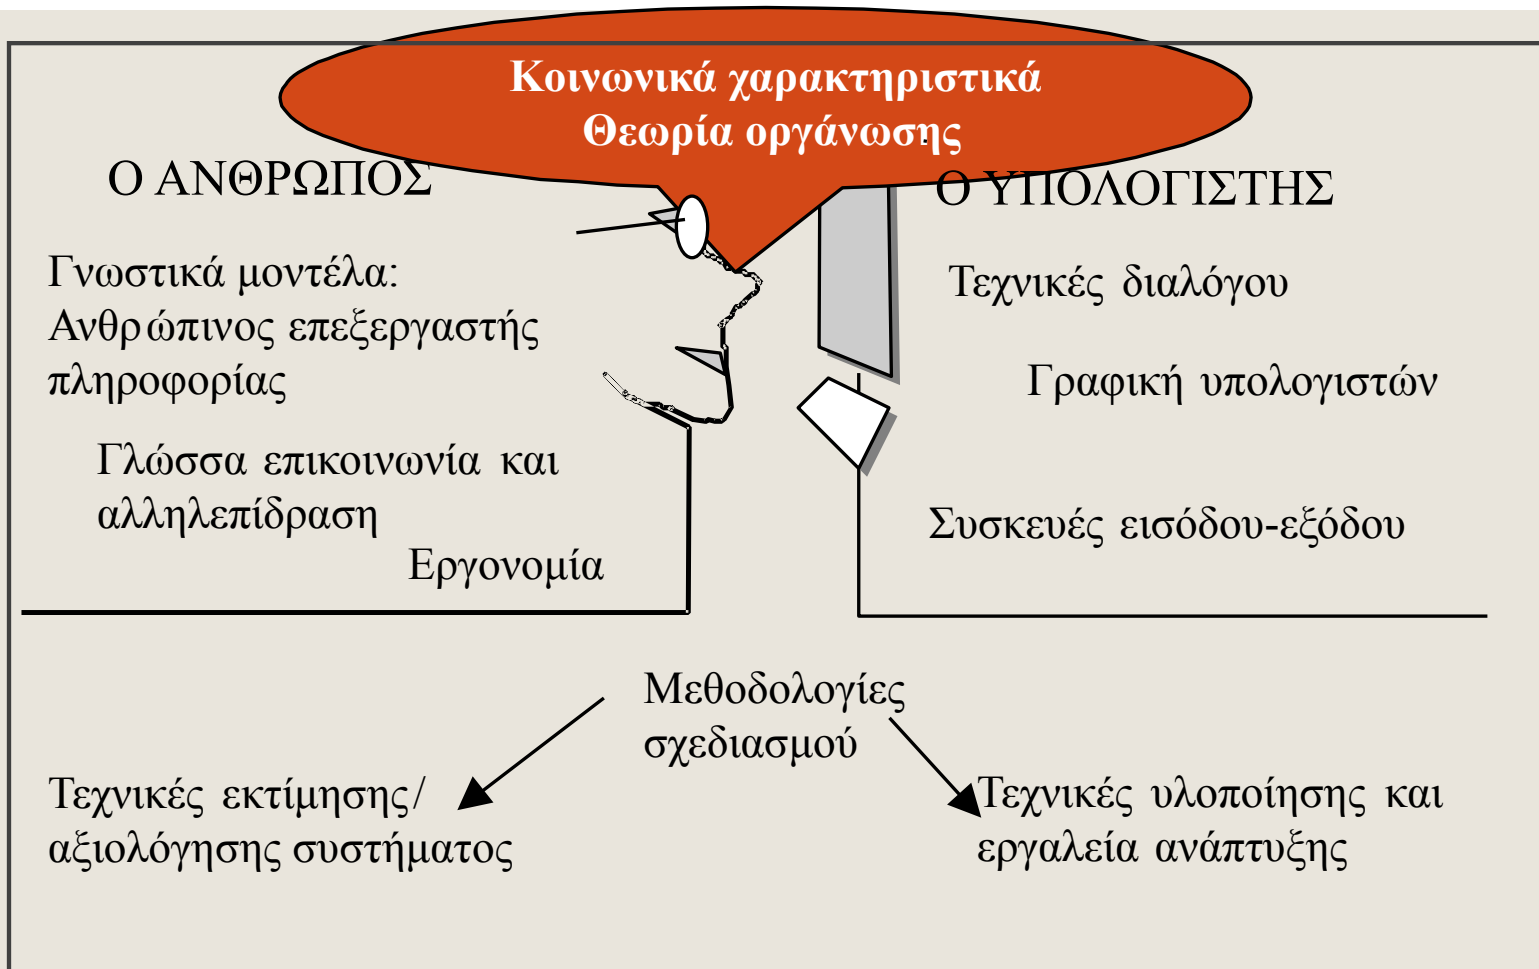 Κοινωνικά χαρακτηριστικά
Θεωρία οργάνωσης
Ο ΑΝΘΡΩΠΟΣ
Ο ΥΠΟΛΟΓΙΣΤΗΣ
Γνωστικά μοντέλα:
Ανθρώπινος επεξεργαστής
πληροφορίας
Γλώσσα επικοινωνία και
αλληλεπίδραση
Εργονομία
Τεχνικές διαλόγου
Γραφική υπολογιστών
Συσκευές εισόδου-εξόδου
Μεθοδολογίες
σχεδιασμού
Τεχνικές εκτίμησης/
αξιολόγησης συστήματος
Τεχνικές υλοποίησης και
εργαλεία ανάπτυξης